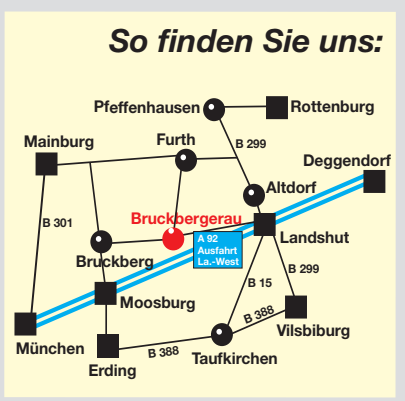 So finden Sie uns:
Pfeffenhausen
Rottenburg
B 299
Mainburg
Furth
Deggendorf
Altdorf
B 301
Bruckbergerau
A 92
Ausfahrt
La.-West
Landshut
Bruckberg
B 299
B 15
Moosburg
B 388
Vilsbiburg
München
B 388
Taufkirchen
Erding